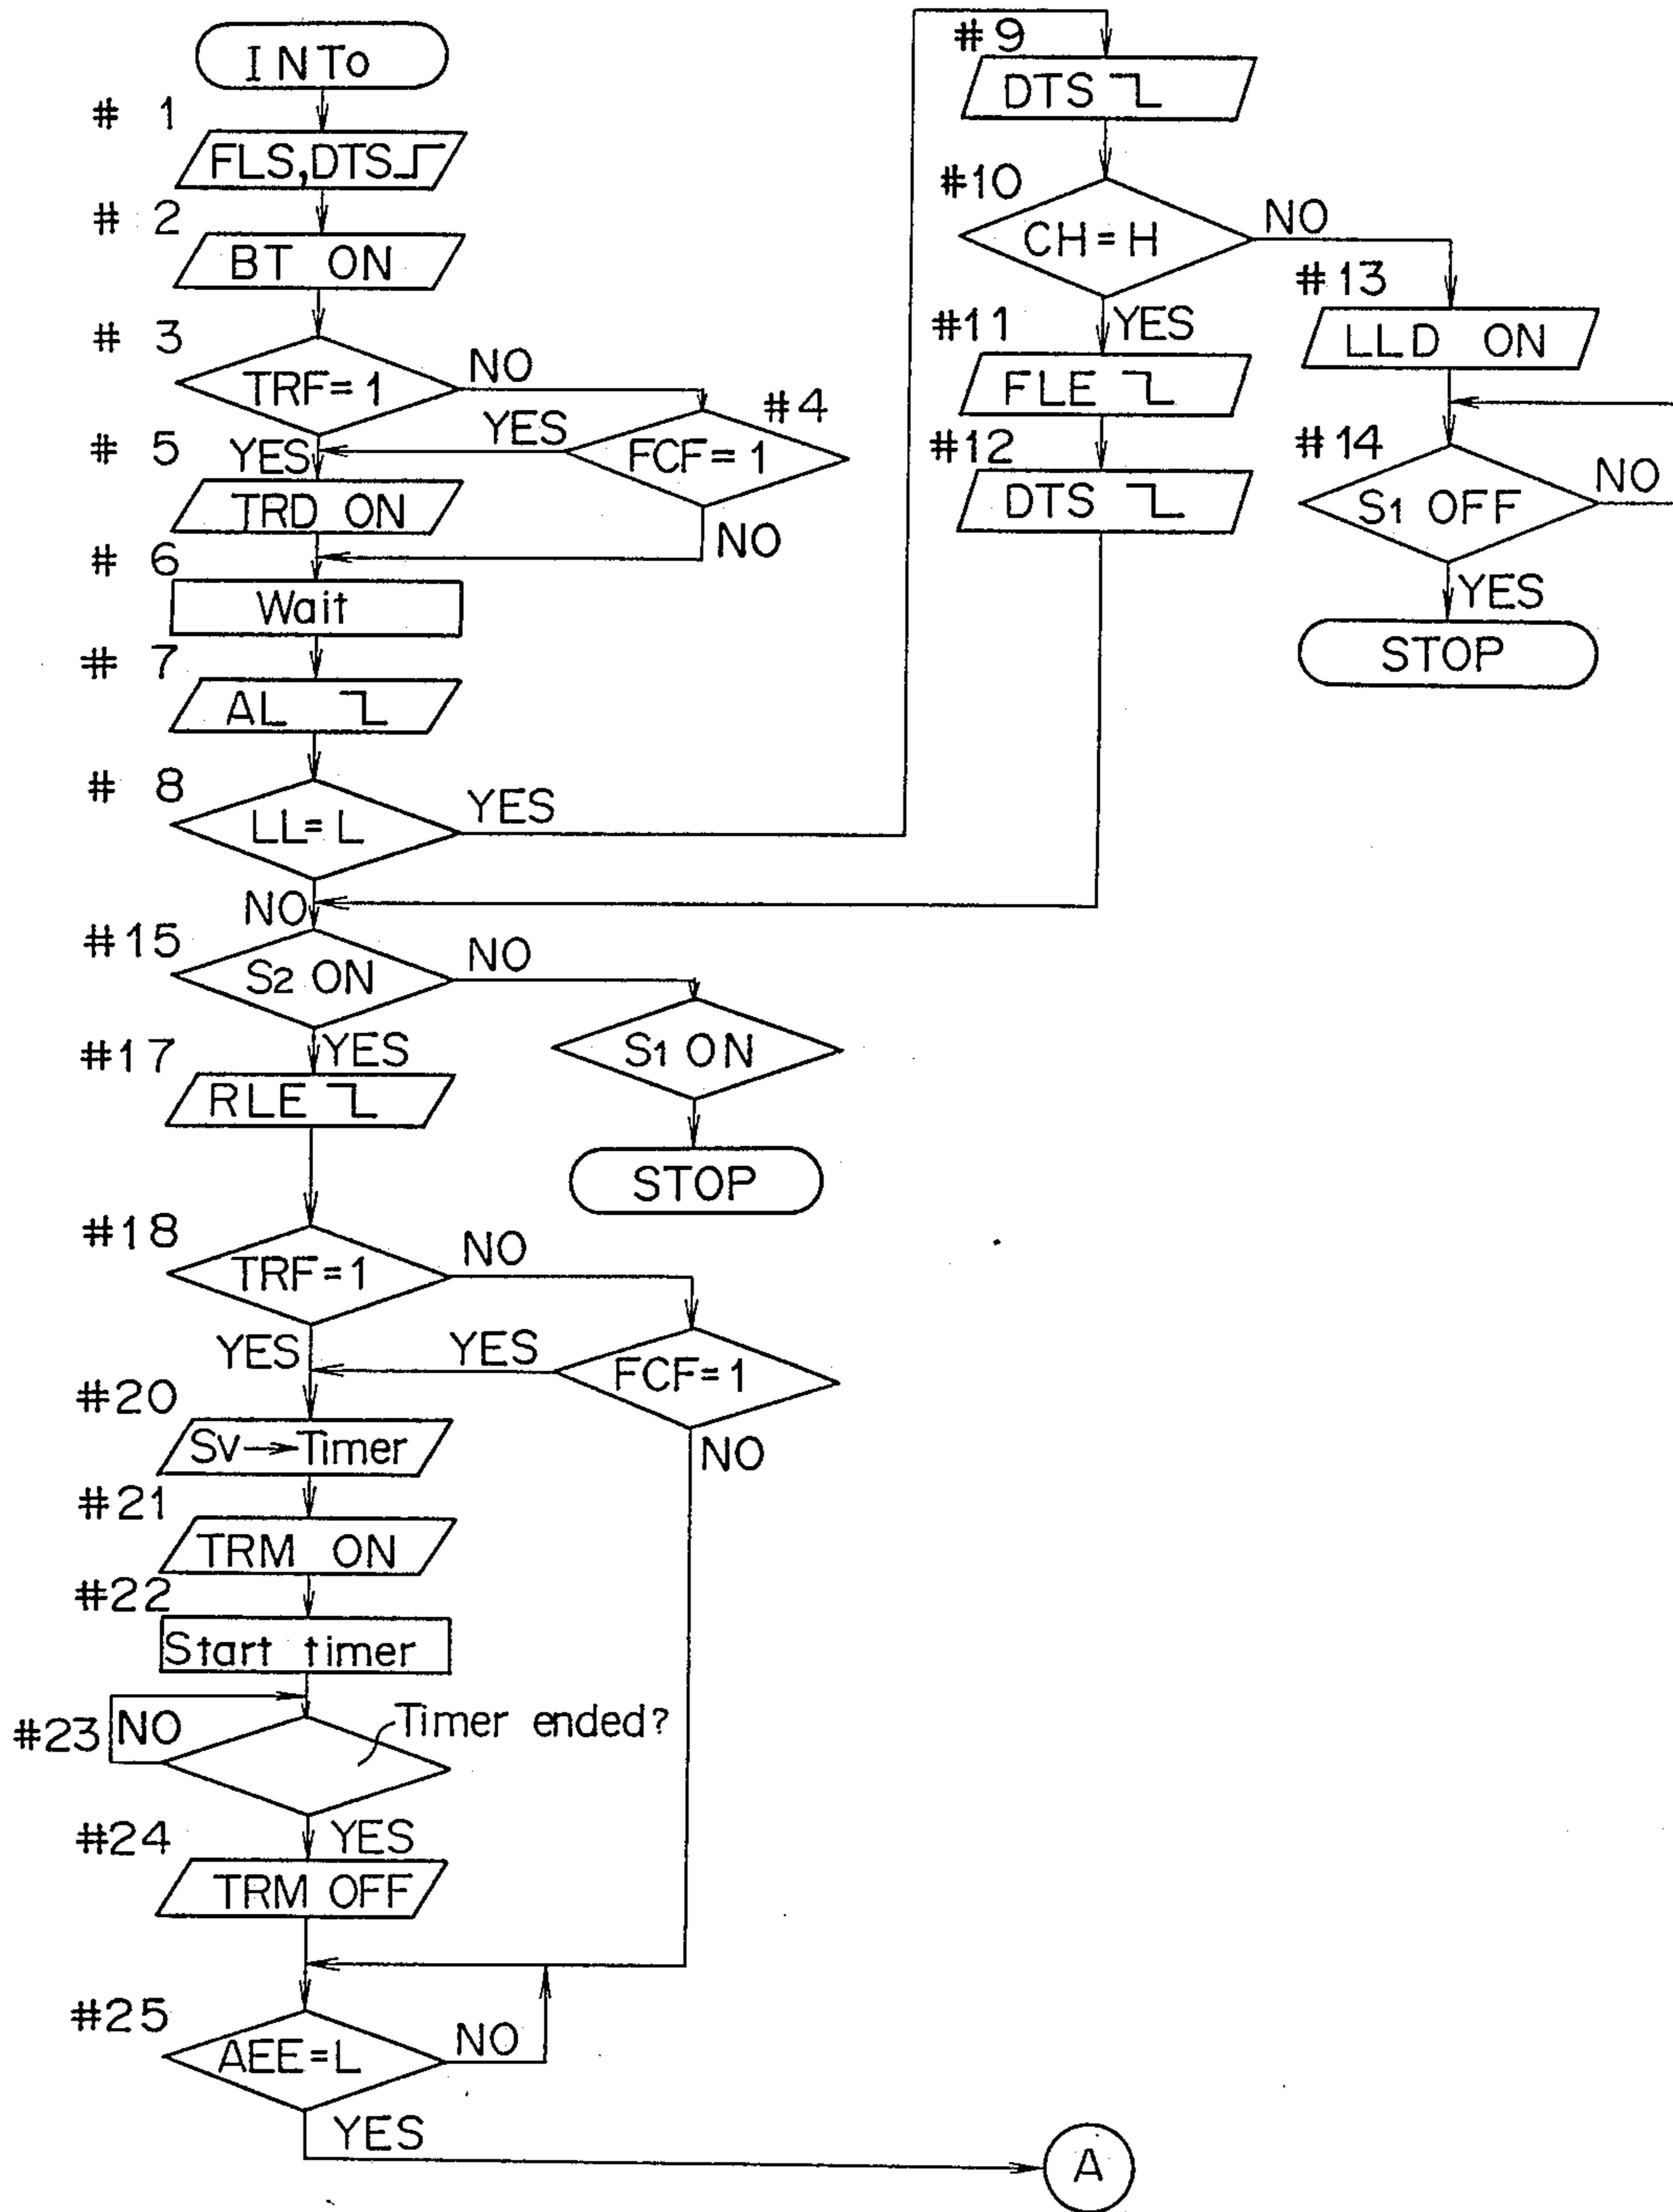 INTo
# 1
FLS,DTS
# 2
BT ON
# 3
TRF=1
NO
#4
FCF=1
YES
NO
# 5
YES
TRD ON
# 6
Wait
# 7
AL
# 8
LL=L
YES
NO
#9
DTS
#10
CH=H
NO
YES
#11
FLE
#12
DTS
#13
LLD ON
#14
S1 OFF
NO
YES
STOP
#15
S2 ON
NO
YES
S1 ON
STOP
#17
RLE
#18
TRF=1
NO
YES
FCF=1
YES
NO
#20
Sv→Timer
#21
TRM ON
#22
Start timer
#23
NO
Timer ended?
YES
#24
TRM OFF
#25
AEE=L
NO
YES
A